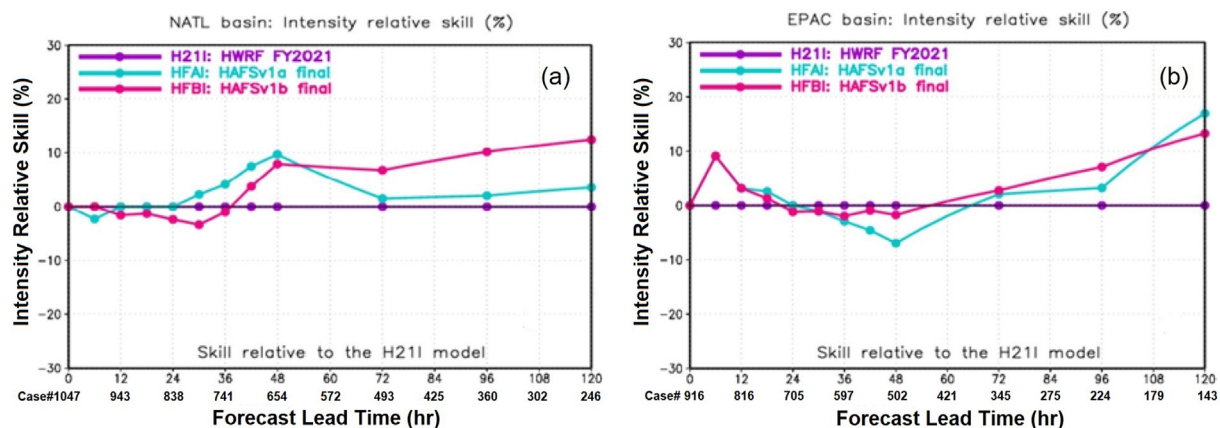 NATL basin: Intensity relative skill (%)
(a)
H21I: HWRF FY2021
HFAI: HAFSv1a final
HFBI: HAFSv1b final
Intensity Relative Skill (%)
30
20
10
0
-10
-20
-30
Skill relative to the H21I model
0 12 24 36 48 60 72 84 96 108 120
Case#1047 943 838 741 654 572 493 425 360 302 246
Forecast Lead Time (hr)
EPAC basin: Intensity relative skill (%)
(b)
H21I: HWRF FY2021
HFAI: HAFSv1a final
HFBI: HAFSv1b final
Intensity Relative Skill (%)
30
20
10
0
-10
-20
-30
Skill relative to the H21I model
0 12 24 36 48 60 72 84 96 108 120
Case# 916 816 705 597 502 421 345 275 224 179 143
Forecast Lead Time (hr)